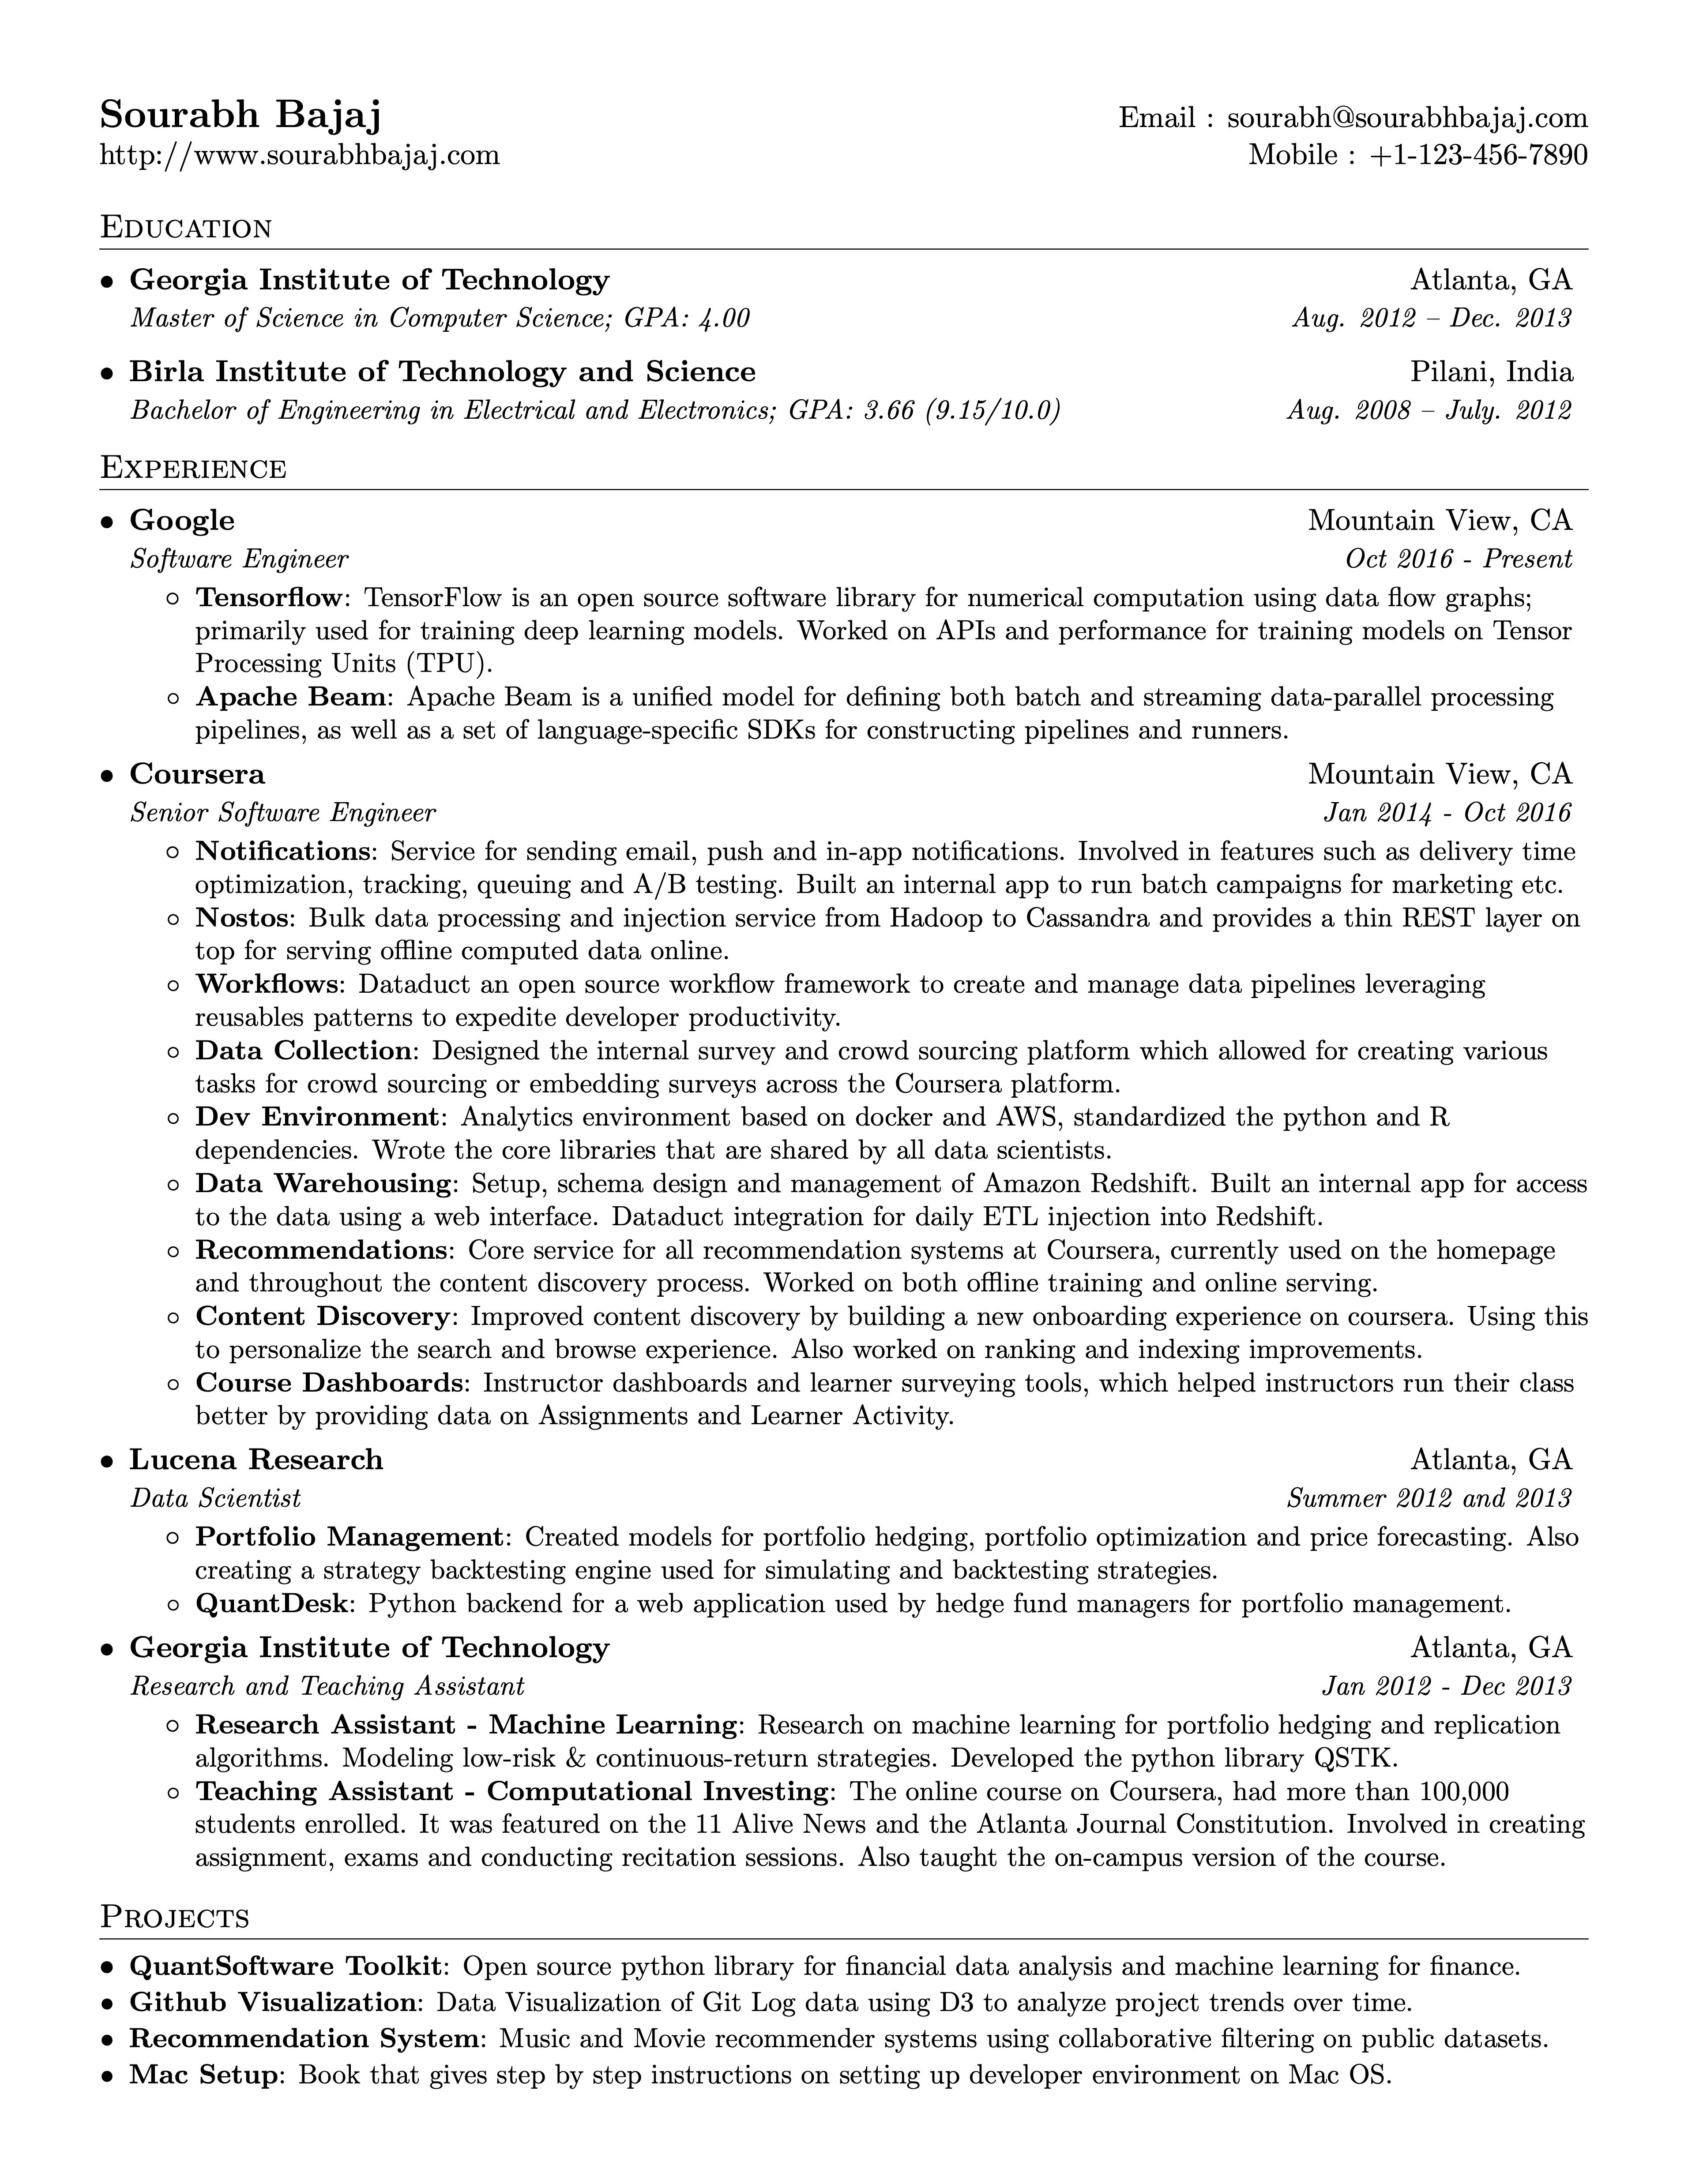 Sourabh Bajaj Email : sourabh@sourabhbajaj.com
http://www.sourabhbajaj.com Mobile : +1-123-456-7890
Education
• Georgia Institute of Technology Atlanta, GA
Master of Science in Computer Science; GPA: 4.00 Aug. 2012 – Dec. 2013
• Birla Institute of Technology and Science Pilani, India
Bachelor of Engineering in Electrical and Electronics; GPA: 3.66 (9.15/10.0) Aug. 2008 – July. 2012
Experience
• Google Mountain View, CA
Software Engineer Oct 2016 - Present
◦ Tensorflow: TensorFlow is an open source software library for numerical computation using data flow graphs;
primarily used for training deep learning models. Worked on APIs and performance for training models on Tensor
Processing Units (TPU).
◦ Apache Beam: Apache Beam is a unified model for defining both batch and streaming data-parallel processing
pipelines, as well as a set of language-specific SDKs for constructing pipelines and runners.
• Coursera Mountain View, CA
Senior Software Engineer Jan 2014 - Oct 2016
◦ Notifications: Service for sending email, push and in-app notifications. Involved in features such as delivery time
optimization, tracking, queuing and A/B testing. Built an internal app to run batch campaigns for marketing etc.
◦ Nostos: Bulk data processing and injection service from Hadoop to Cassandra and provides a thin REST layer on
top for serving offline computed data online.
◦ Workflows: Dataduct an open source workflow framework to create and manage data pipelines leveraging
reusables patterns to expedite developer productivity.
◦ Data Collection: Designed the internal survey and crowd sourcing platform which allowed for creating various
tasks for crowd sourcing or embedding surveys across the Coursera platform.
◦ Dev Environment: Analytics environment based on docker and AWS, standardized the python and R
dependencies. Wrote the core libraries that are shared by all data scientists.
◦ Data Warehousing: Setup, schema design and management of Amazon Redshift. Built an internal app for access
to the data using a web interface. Dataduct integration for daily ETL injection into Redshift.
◦ Recommendations: Core service for all recommendation systems at Coursera, currently used on the homepage
and throughout the content discovery process. Worked on both offline training and online serving.
◦ Content Discovery: Improved content discovery by building a new onboarding experience on coursera. Using this
to personalize the search and browse experience. Also worked on ranking and indexing improvements.
◦ Course Dashboards: Instructor dashboards and learner surveying tools, which helped instructors run their class
better by providing data on Assignments and Learner Activity.
• Lucena Research Atlanta, GA
Data Scientist Summer 2012 and 2013
◦ Portfolio Management: Created models for portfolio hedging, portfolio optimization and price forecasting. Also
creating a strategy backtesting engine used for simulating and backtesting strategies.
◦ QuantDesk: Python backend for a web application used by hedge fund managers for portfolio management.
• Georgia Institute of Technology Atlanta, GA
Research and Teaching Assistant Jan 2012 - Dec 2013
◦ Research Assistant - Machine Learning: Research on machine learning for portfolio hedging and replication
algorithms. Modeling low-risk & continuous-return strategies. Developed the python library QSTK.
◦ Teaching Assistant - Computational Investing: The online course on Coursera, had more than 100,000
students enrolled. It was featured on the 11 Alive News and the Atlanta Journal Constitution. Involved in creating
assignment, exams and conducting recitation sessions. Also taught the on-campus version of the course.
Projects
• QuantSoftware Toolkit: Open source python library for financial data analysis and machine learning for finance.
• Github Visualization: Data Visualization of Git Log data using D3 to analyze project trends over time.
• Recommendation System: Music and Movie recommender systems using collaborative filtering on public datasets.
• Mac Setup: Book that gives step by step instructions on setting up developer environment on Mac OS.